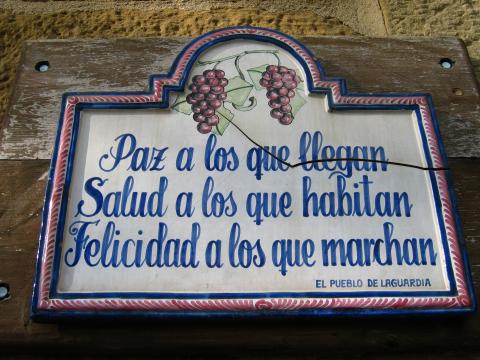 Paz a los que llegan
Salud a los que habitan
Felicidad a los que marchan
EL PUEBLO DE LAGUARDIA